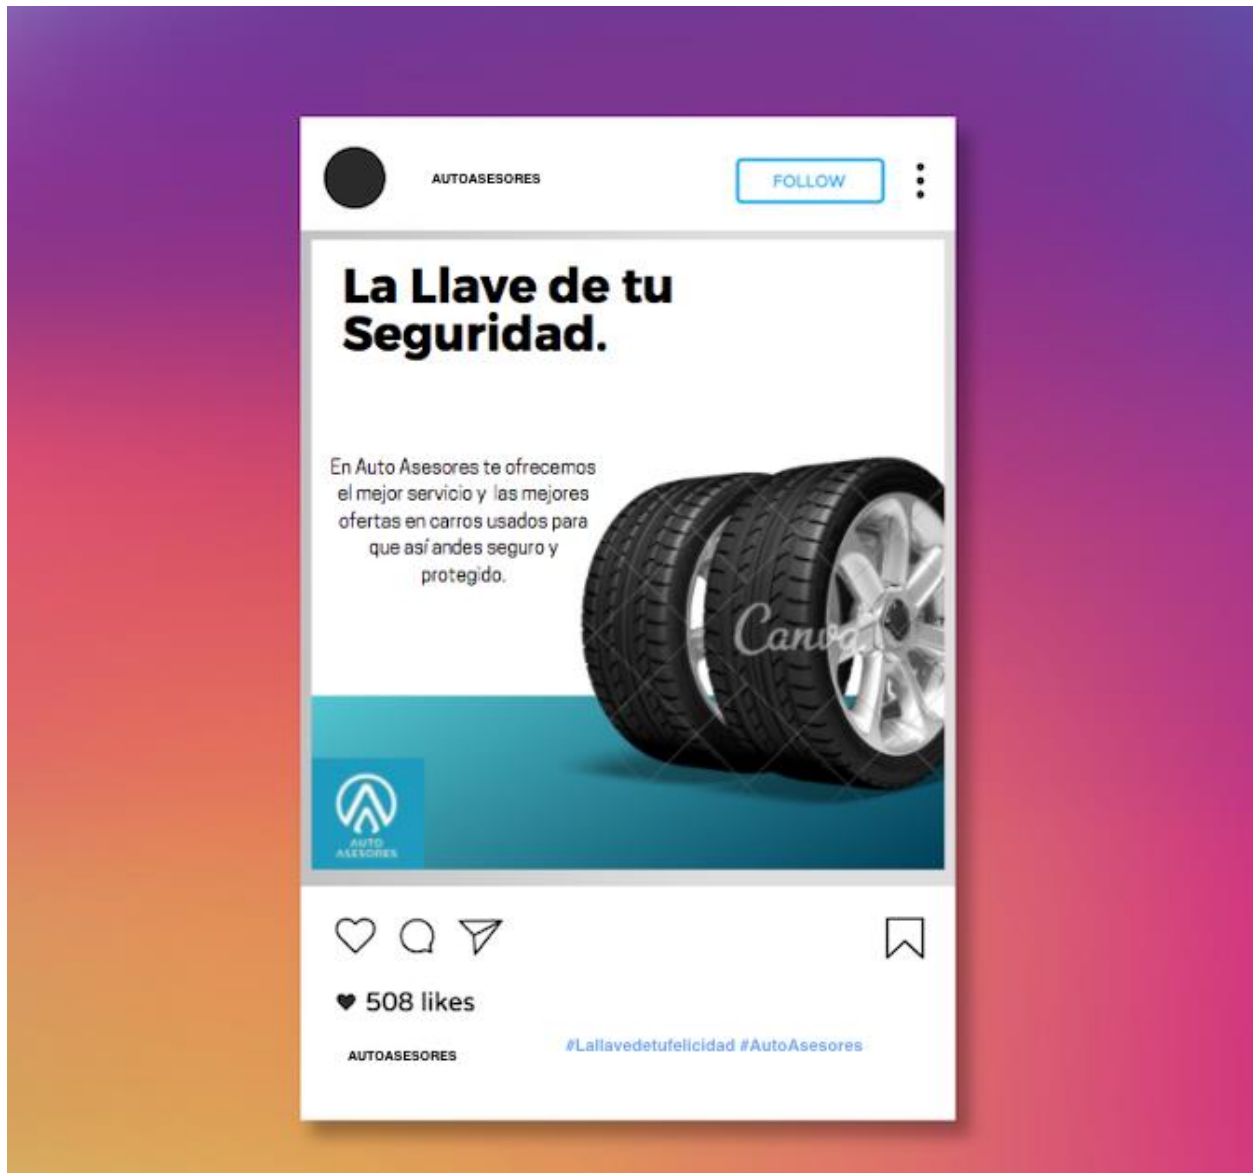 AUTOASESORES
FOLLOW
La Llave de tu
Seguridad.
En Auto Asesores te ofrecemos
el mejor servicio y las mejores
ofertas en carros usados para
que así andes seguro y
protegido.
Canva
AUTO
ASESORES
508 likes
#Lallavedetufelicidad #AutoAsesores
AUTOASESORES